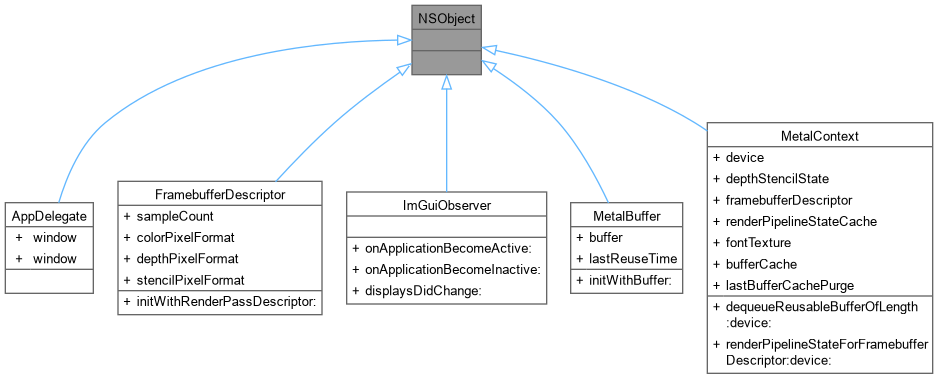 NSObject
AppDelegate
+ window
+ window
FramebufferDescriptor
+ sampleCount
+ colorPixelFormat
+ depthPixelFormat
+ stencilPixelFormat
+ initWithRenderPassDescriptor:
ImGuiObserver
+ onApplicationBecomeActive:
+ onApplicationBecomeInactive:
+ displaysDidChange:
MetalBuffer
+ buffer
+ lastReuseTime
+ initWithBuffer:
MetalContext
+ device
+ depthStencilState
+ framebufferDescriptor
+ renderPipelineStateCache
+ fontTexture
+ bufferCache
+ lastBufferCachePurge
+ dequeueReusableBufferOfLength
:device:
+ renderPipelineStateForFramebuffer
Descriptor:device: